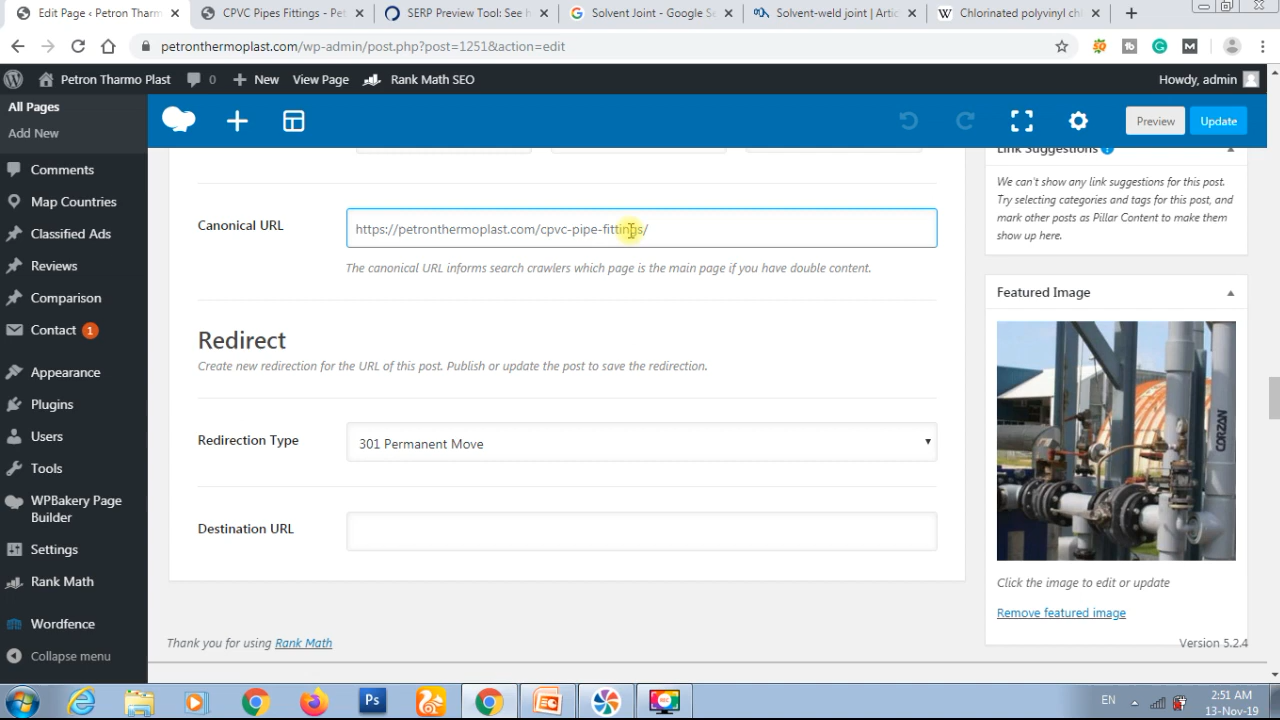 Edit Page ‹ Petron Tharm
CPVC Pipes Fittings - Pet
SERP Preview Tool: See h
Solvent Joint - Google Se
Solvent-weld joint | Artic
Chlorinated polyvinyl chl
petronthermoplast.com/wp-admin/post.php?post=1251&action=edit
Petron Tharmo Plast
0
New
View Page
Rank Math SEO
Howdy, admin
All Pages
Add New
Comments
Map Countries
Classified Ads
Reviews
Comparison
Contact 1
Appearance
Plugins
Users
Tools
WPBakery Page
Builder
Settings
Rank Math
Wordfence
Collapse menu
Preview
Update
Canonical URL
https://petronthermoplast.com/cpvc-pipe-fittings/
The canonical URL informs search crawlers which page is the main page if you have double content.
Redirect
Create new redirection for the URL of this post. Publish or update the post to save the redirection.
Redirection Type
301 Permanent Move
Destination URL
Thank you for using Rank Math
Link Suggestions ?
We can't show any link suggestions for this post.
Try selecting categories and tags for this post, and
mark other posts as Pillar Content to make them
show up here.
Featured Image
CORZAN
Click the image to edit or update
Remove featured image
Version 5.2.4
EN
2:51 AM
13-Nov-19